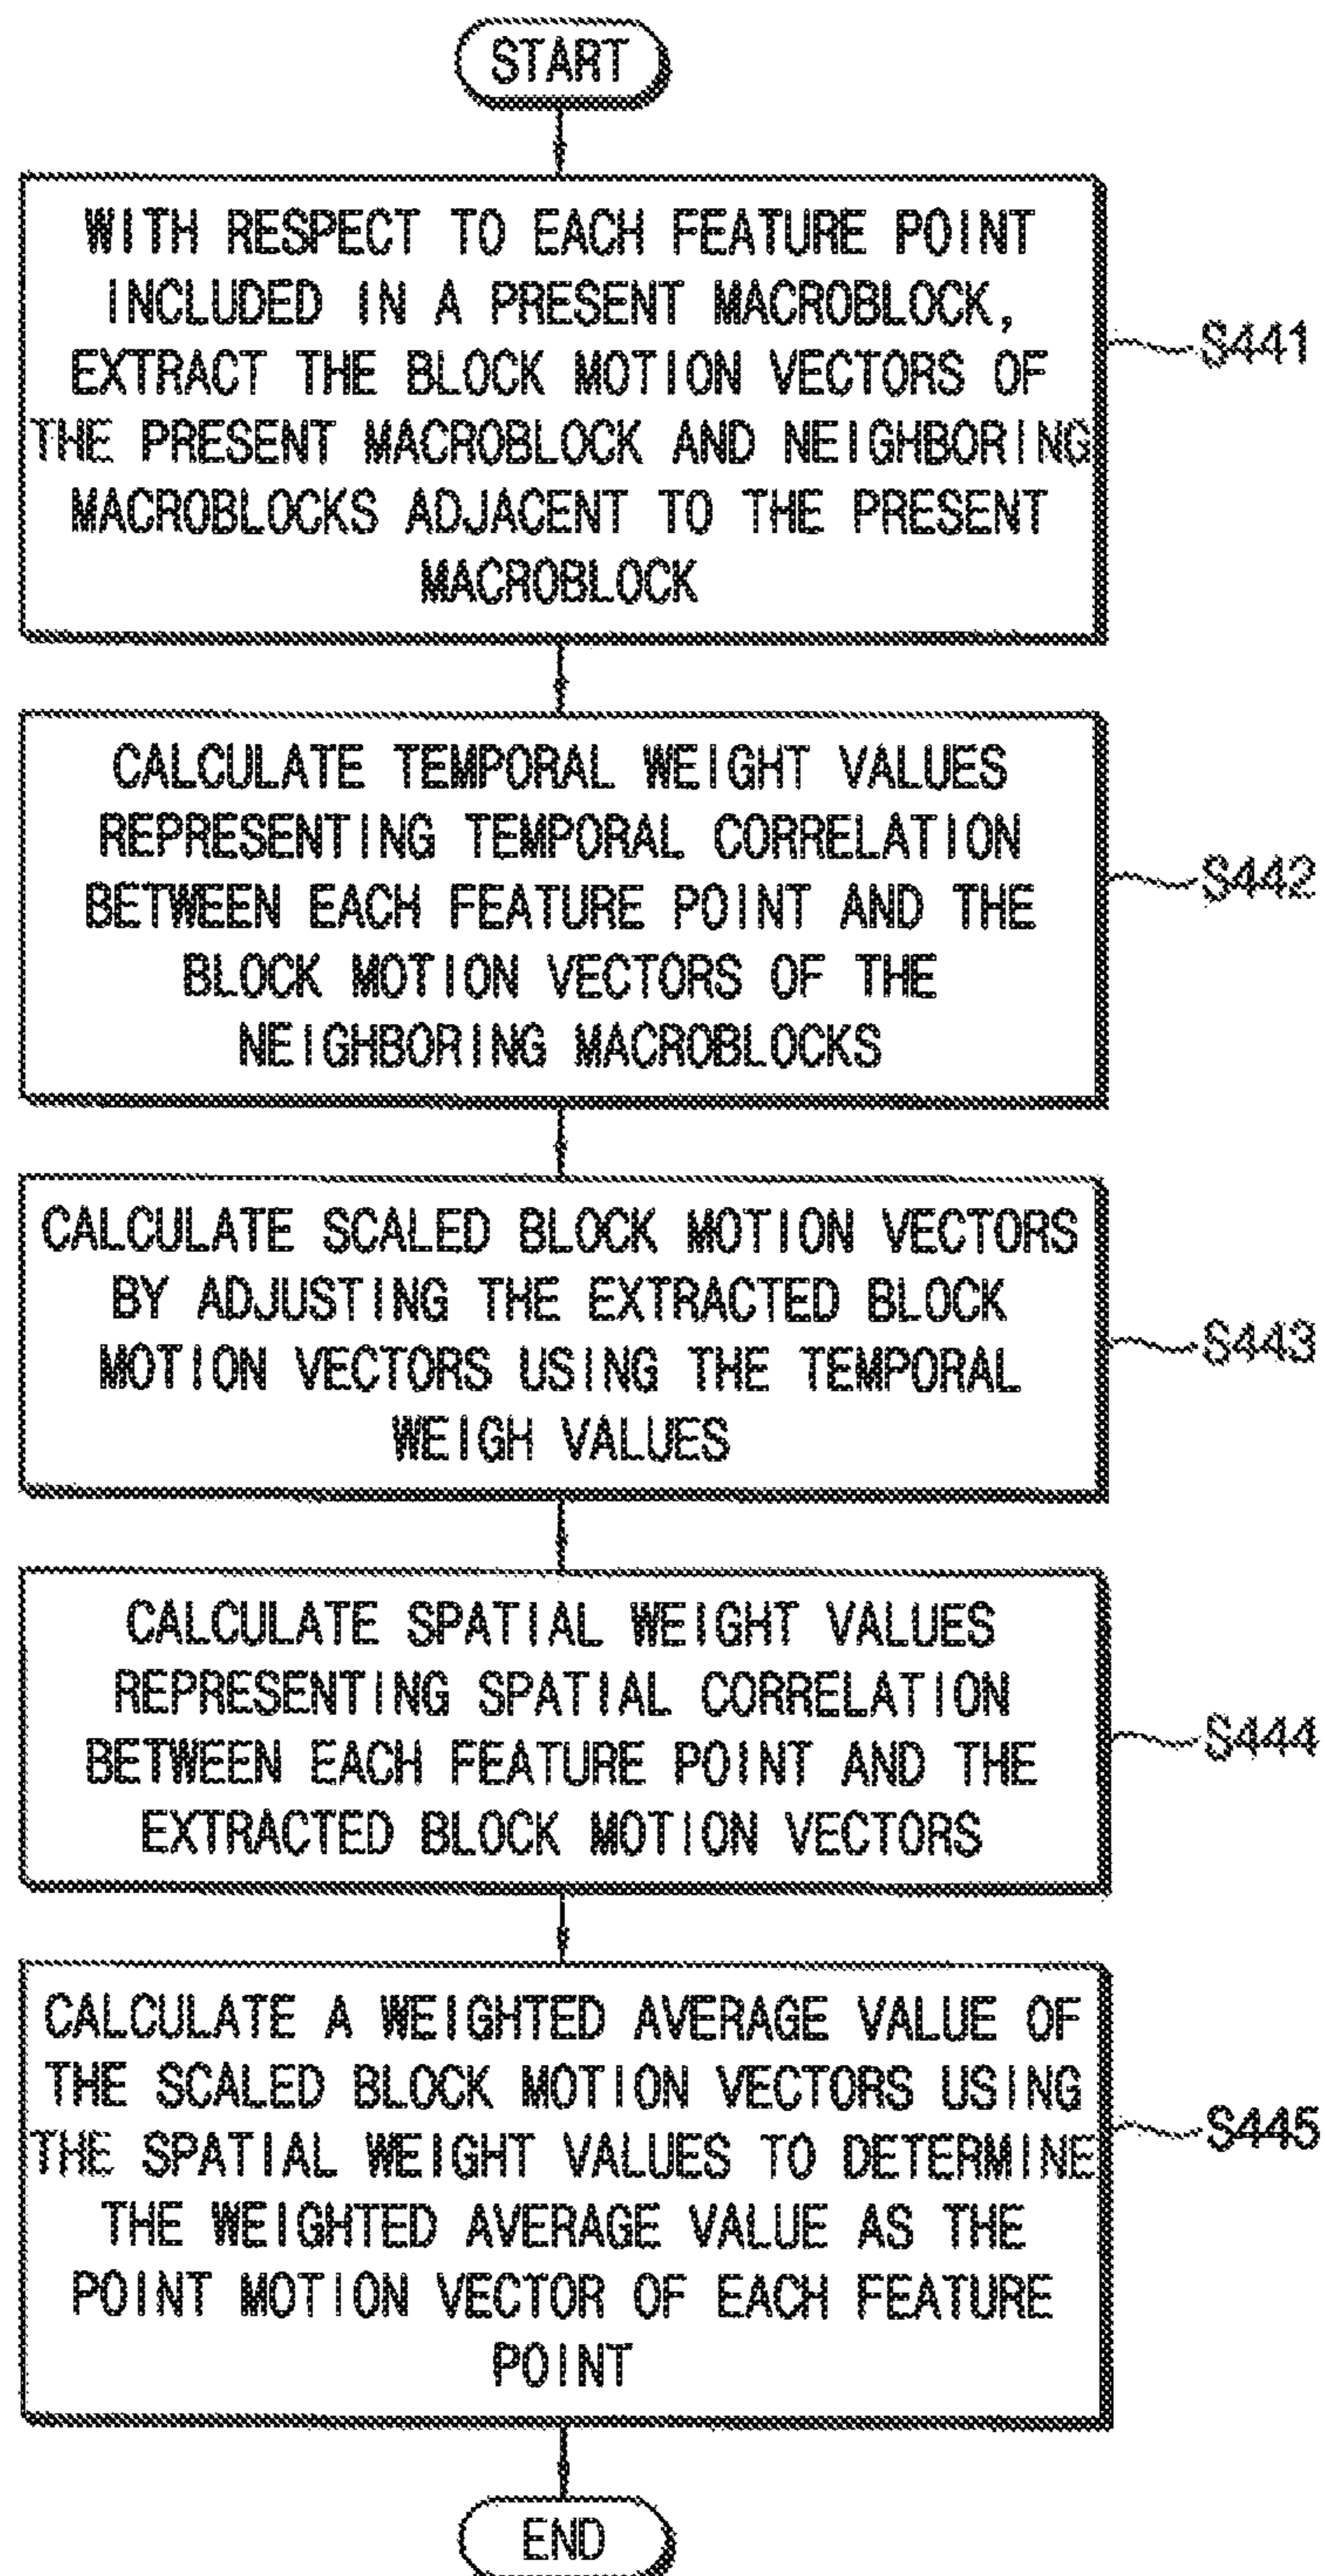 START
WITH RESPECT TO EACH FEATURE POINT
INCLUDED IN A PRESENT MACROBLOCK,
EXTRACT THE BLOCK MOTION VECTORS OF
THE PRESENT MACROBLOCK AND NEIGHBORING
MACROBLOCKS ADJACENT TO THE PRESENT
MACROBLOCK
S441
CALCULATE TEMPORAL WEIGHT VALUES
REPRESENTING TEMPORAL CORRELATION
BETWEEN EACH FEATURE POINT AND THE
BLOCK MOTION VECTORS OF THE
NEIGHBORING MACROBLOCKS
S442
CALCULATE SCALED BLOCK MOTION VECTORS
BY ADJUSTING THE EXTRACTED BLOCK
MOTION VECTORS USING THE TEMPORAL
WEIGH VALUES
S443
CALCULATE SPATIAL WEIGHT VALUES
REPRESENTING SPATIAL CORRELATION
BETWEEN EACH FEATURE POINT AND THE
EXTRACTED BLOCK MOTION VECTORS
S444
CALCULATE A WEIGHTED AVERAGE VALUE OF
THE SCALED BLOCK MOTION VECTORS USING
THE SPATIAL WEIGHT VALUES TO DETERMINE
THE WEIGHTED AVERAGE VALUE AS THE
POINT MOTION VECTOR OF EACH FEATURE
POINT
S445
END